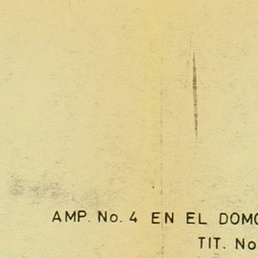 AMP. No. 4 EN EL DOMO
TIT. No